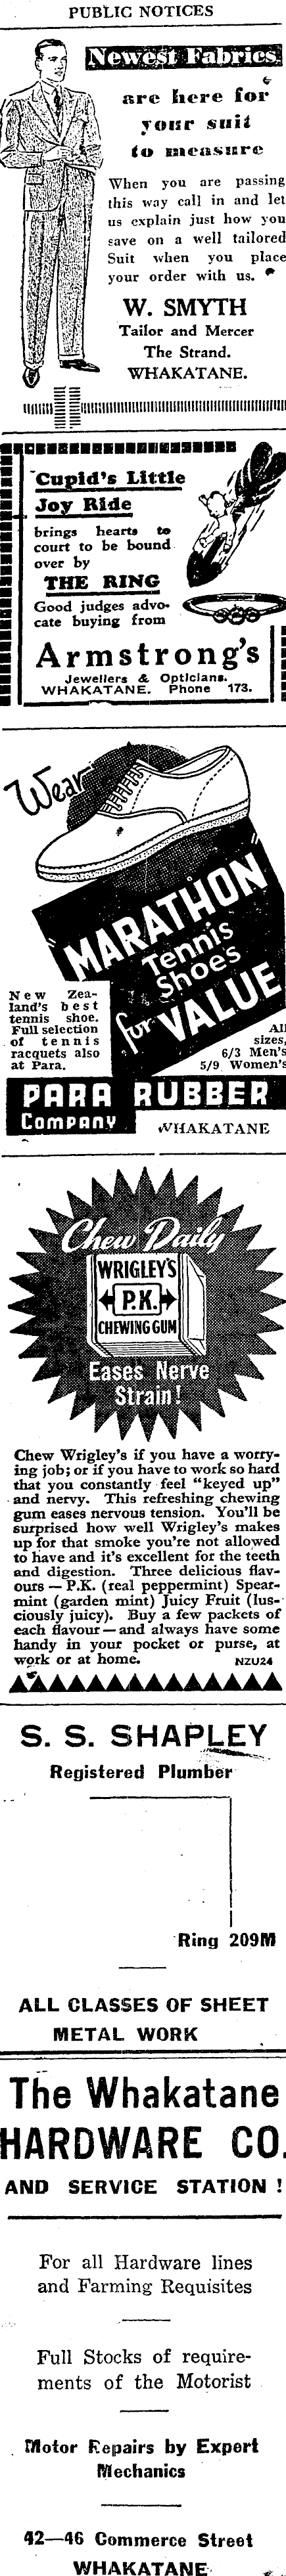 PUBLIC NOTICES
Newest Fabrics
are here for
your suit
to measure
When you are passing
this way call in and let
us explain just how you
save on a well tailored
Suit when you place
your order with us.
W. SMYTH
Tailor and Mercer
The Strand.
WHAKATANE.
Cupid's Little
Joy Ride
brings hearts to
court to be bound
over by
THE RING
Good judges advo-
cate buying from
Armstrong's
Jewellers & Opticians.
WHAKATANE. Phone 173.
Wear
"MARATHON"
Tennis
Shoes
for VALUE
New Zea-
land's best
tennis shoe.
Full selection
of tennis
racquets also
at Para.
All
sizes,
6/3 Men's
5/9 Women's
PARA RUBBER
Company
WHAKATANE
Chew Daily
WRIGLEY'S
P.K.
CHEWING GUM
Eases Nerve
Strain!
Chew Wrigley's if you have a worry-
ing job; or if you have to work so hard
that you constantly feel "keyed up"
and nervy. This refreshing chewing
gum eases nervous tension. You'll be
surprised how well Wrigley's makes
up for that smoke you're not allowed
to have and it's excellent for the teeth
and digestion. Three delicious flav-
ours — P.K. (real peppermint) Spear-
mint (garden mint) Juicy Fruit (lus-
ciously juicy). Buy a few packets of
each flavour — and always have some
handy in your pocket or purse, at
work or at home. NZU24
S. S. SHAPLEY
Registered Plumber
Ring 209M
ALL CLASSES OF SHEET
METAL WORK
The Whakatane
HARDWARE CO.
AND SERVICE STATION !
For all Hardware lines
and Farming Requisites
Full Stocks of require-
ments of the Motorist
Motor Repairs by Expert
Mechanics
42—46 Commerce Street
WHAKATANE